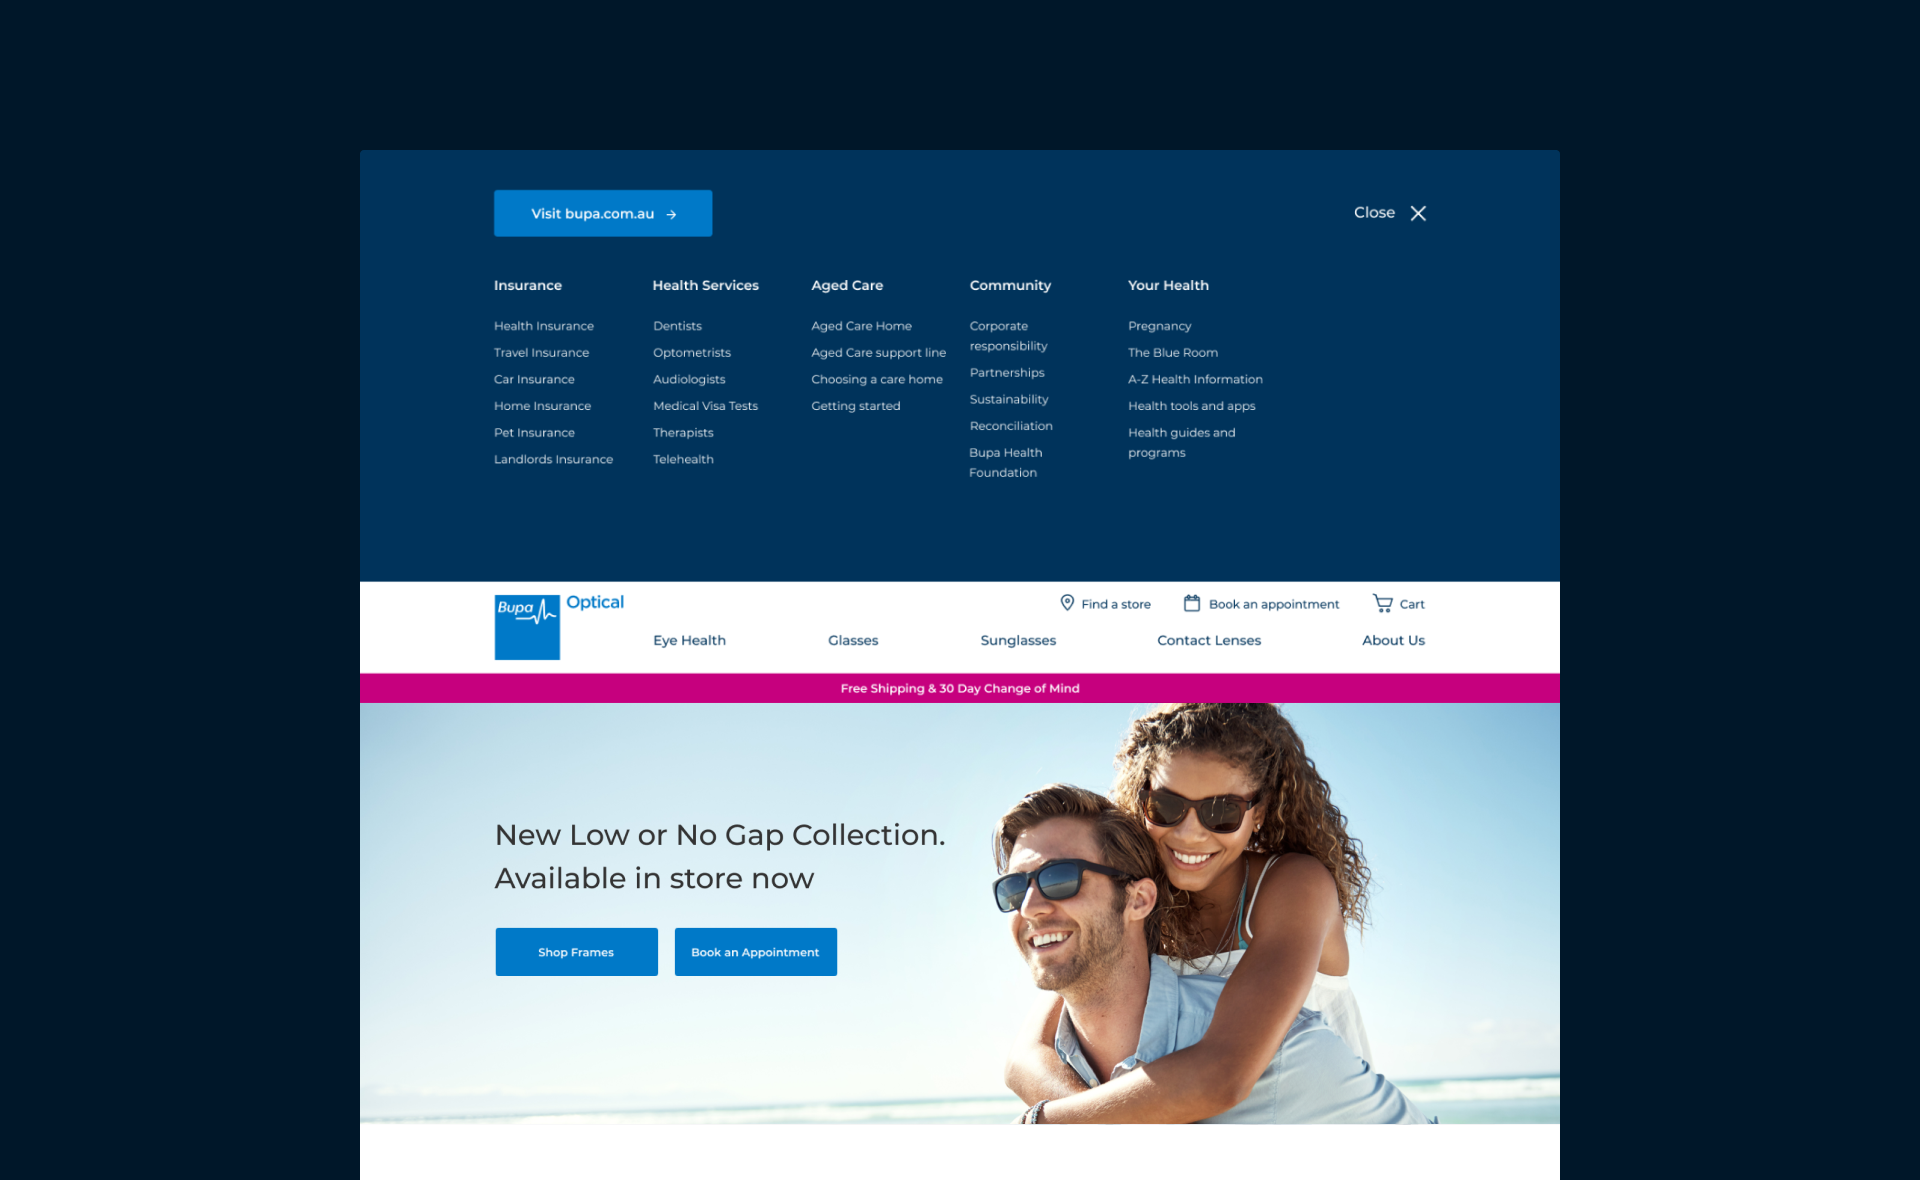 Visit bupa.com.au
Close
Insurance
Health Insurance
Travel Insurance
Car Insurance
Home Insurance
Pet Insurance
Landlords Insurance
Health Services
Dentists
Optometrists
Audiologists
Medical Visa Tests
Therapists
Telehealth
Aged Care
Aged Care Home
Aged Care support line
Choosing a care home
Getting started
Community
Corporate
responsibility
Partnerships
Sustainability
Reconciliation
Bupa Health
Foundation
Your Health
Pregnancy
The Blue Room
A-Z Health Information
Health tools and apps
Health guides and
programs
Bupa
Optical
Find a store
Book an appointment
Cart
Eye Health
Glasses
Sunglasses
Contact Lenses
About Us
Free Shipping & 30 Day Change of Mind
New Low or No Gap Collection.
Available in store now
Shop Frames
Book an Appointment